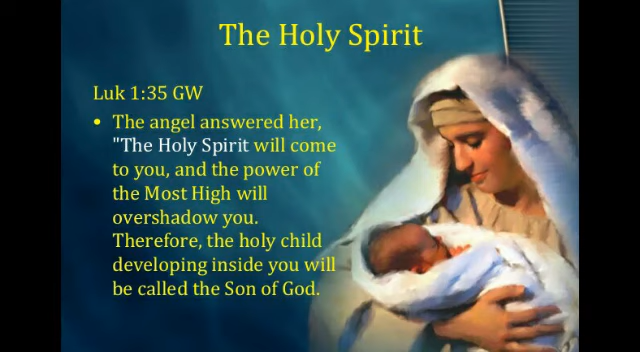 The Holy Spirit
Luk 1:35 GW
• The angel answered her,
"The Holy Spirit will come
to you, and the power of
the Most High will
overshadow you.
Therefore, the holy child
developing inside you will
be called the Son of God.